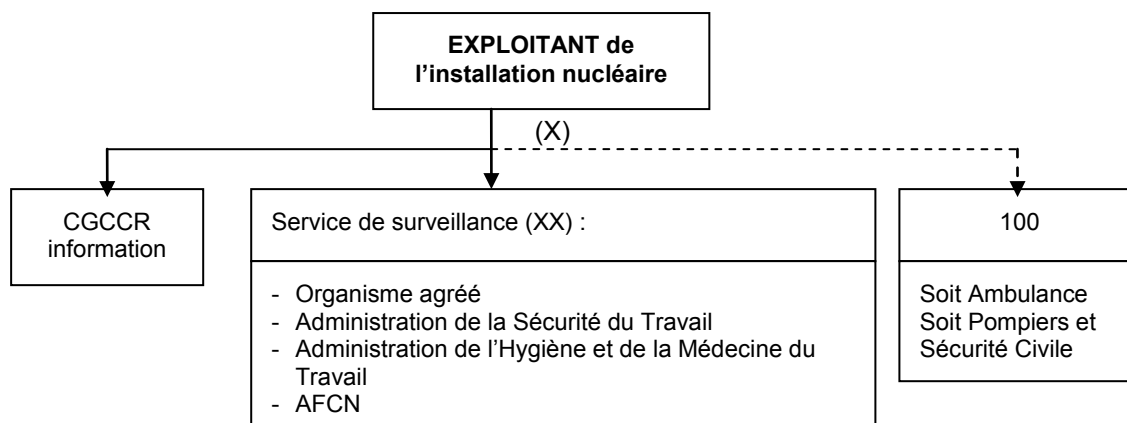 EXPLOITANT de
l’installation nucléaire
(X)
CGCCR
information
Service de surveillance (XX) :
- Organisme agréé
- Administration de la Sécurité du Travail
- Administration de l’Hygiène et de la Médecine du
Travail
- AFCN
100
Soit Ambulance
Soit Pompiers et
Sécurité Civile